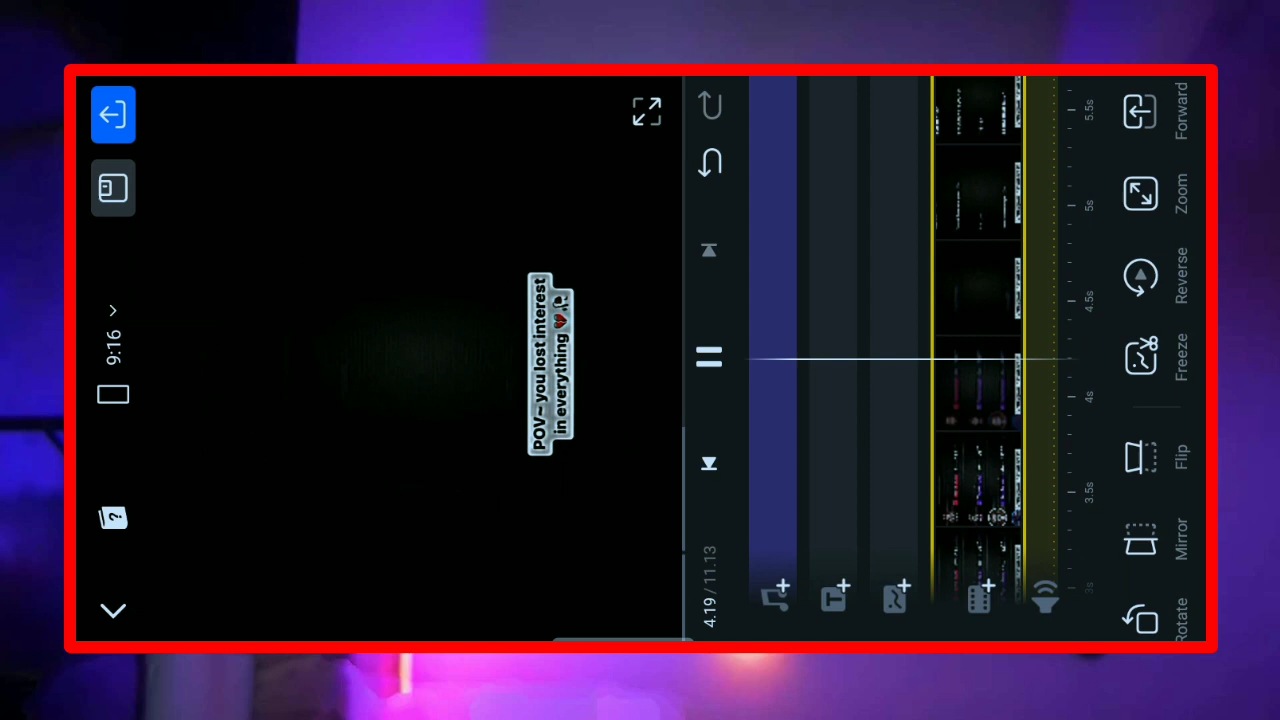 9:16
POV~ you lost interest
in everything 🍓🥀
4.19 / 11.13
3s
3.5s
4s
4.5s
5s
5.5s
Rotate
Mirror
Flip
Freeze
Reverse
Zoom
Forward